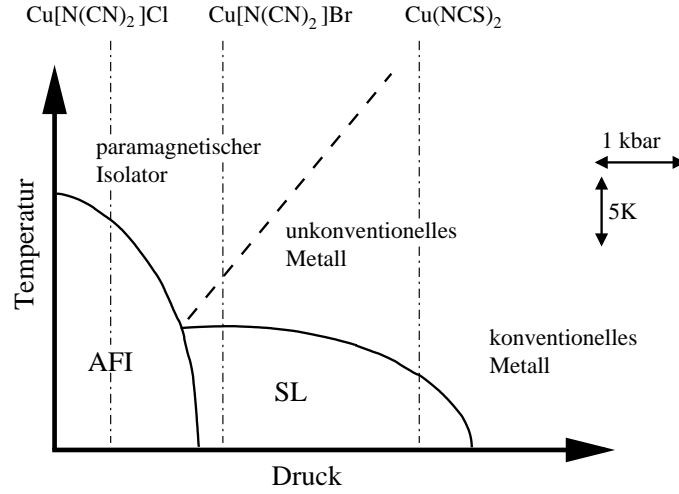 Cu[N(CN)₂]Cl
Cu[N(CN)₂]Br
Cu(NCS)₂
paramagnetischer
Isolator
1 kbar
5K
Temperatur
unkonventionelles
Metall
konventionelles
Metall
AFI
SL
Druck